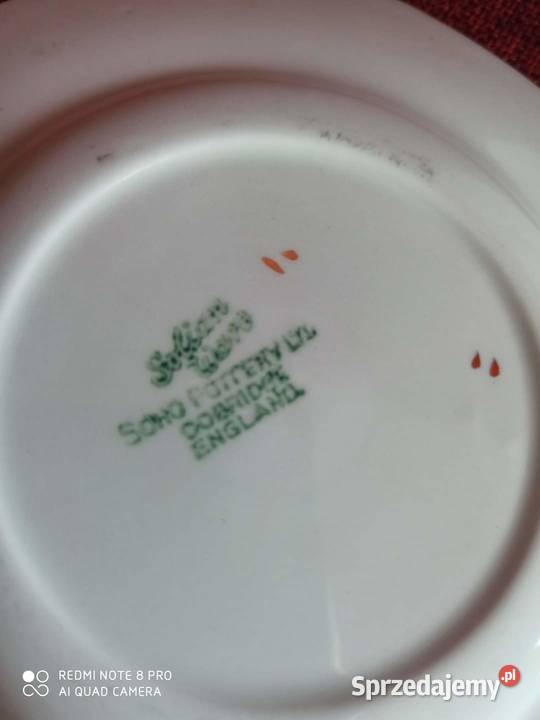 Solian
Ware
SOHO POTTERY LTD.
COBRIDGE
ENGLAND.
REDMI NOTE 8 PRO
AI QUAD CAMERA
Sprzedajemy.pl